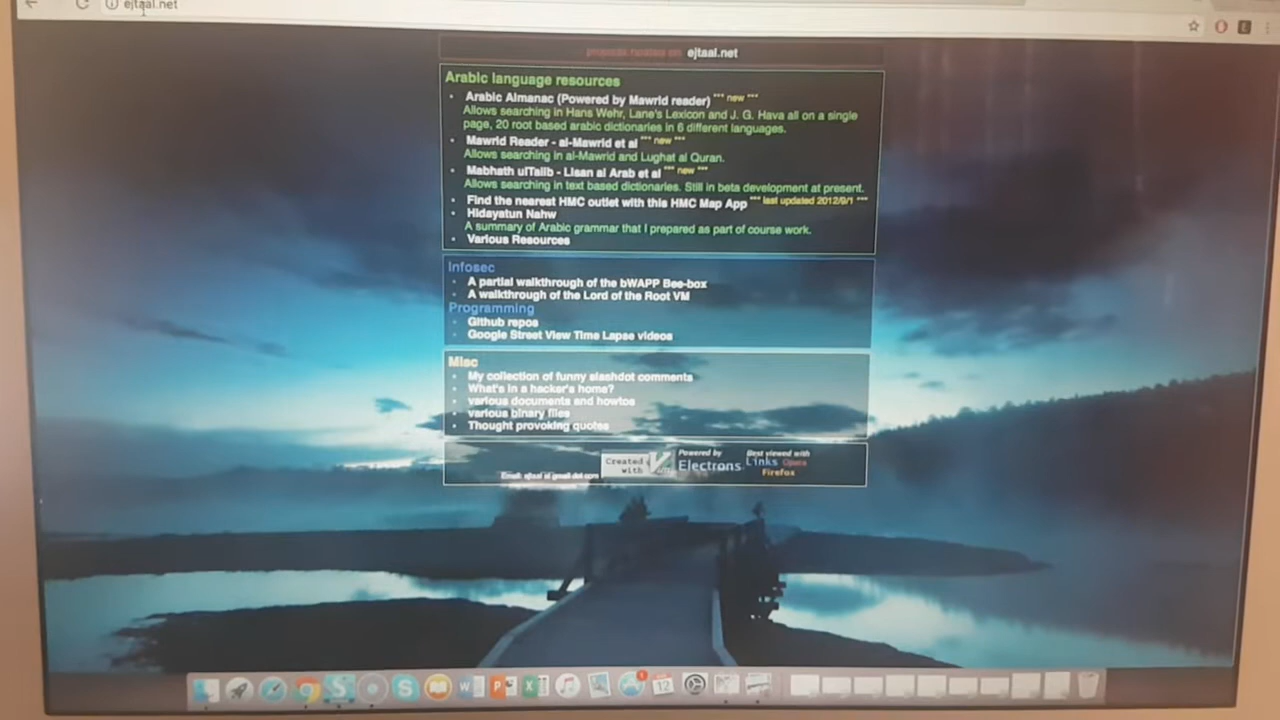 ejtaal.net
ejtaal.net
Arabic language resources
Arabic Almanac (Powered by Mawrid reader) *** new ***
Allows searching in Hans Wehr, Lane's Lexicon and J. G. Hava all on a single
page, 20 root based arabic dictionaries in 6 different languages.
Mawrid Reader - al-Mawrid et al *** new ***
Allows searching in al-Mawrid and Lughat al Quran.
Mabhath ulTalib - Lisan al Arab et al *** new ***
Allows searching in text based dictionaries. Still in beta development at present.
Find the nearest HMC outlet with this HMC Map App *** last updated 2012/9/1 ***
Hidayatun Nahw
A summary of Arabic grammar that I prepared as part of course work.
Various Resources
Infosec
A partial walkthrough of the bWAPP Bee-box
A walkthrough of the Lord of the Root VM
Programming
Github repos
Google Street View Time Lapse videos
Misc
My collection of funny slashdot comments
What's in a hacker's home?
various documents and howtos
various binary files
Thought provoking quotes
Email: ejtaal at gmail dot com
Created with
Powered by
Electrons
Best viewed with
Links Opera
Firefox
12